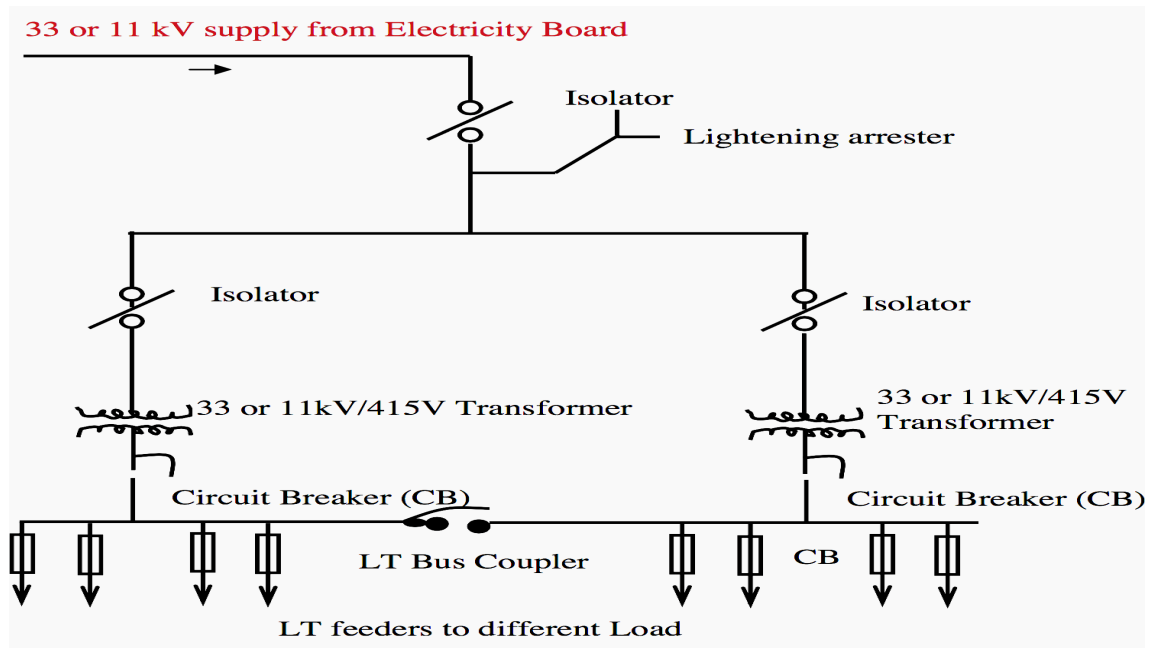 33 or 11 kV supply from Electricity Board
Isolator
Lightening arrester
Isolator
Isolator
33 or 11kV/415V Transformer
33 or 11kV/415V
Transformer
Circuit Breaker (CB)
Circuit Breaker (CB)
LT Bus Coupler
CB
LT feeders to different Load